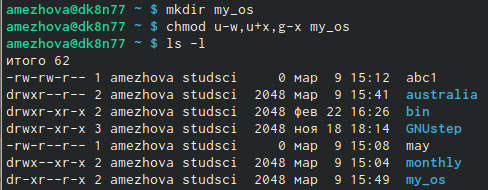 amezhova@dk8n77 ~ $ mkdir my_os
amezhova@dk8n77 ~ $ chmod u-w,u+x,g-x my_os
amezhova@dk8n77 ~ $ ls -l
итого 62
-rw-rw-r-- 1 amezhova studsci    0 мар  9 15:12 abc1
drwxr--r-- 2 amezhova studsci 2048 мар  9 15:41 australia
drwxr-xr-x 2 amezhova studsci 2048 фев 22 16:26 bin
drwxr-xr-x 3 amezhova studsci 2048 ноя 18 18:14 GNUstep
-rw-r--r-- 1 amezhova studsci    0 мар  9 15:08 may
drwx--x--x 2 amezhova studsci 2048 мар  9 15:04 monthly
dr-xr--r-x 2 amezhova studsci 2048 мар  9 15:49 my_os